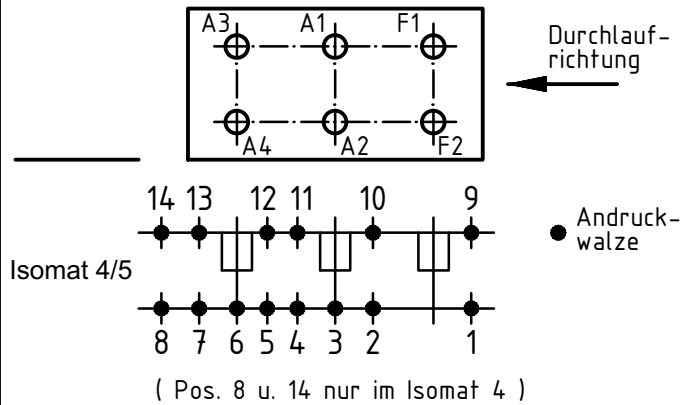 A3 A1 F1
Durchlauf-
richtung
A4 A2 F2
14 13 12 11 10 9
Andruck-
walze
Isomat 4/5
8 7 6 5 4 3 2 1
( Pos. 8 u. 14 nur im Isomat 4 )